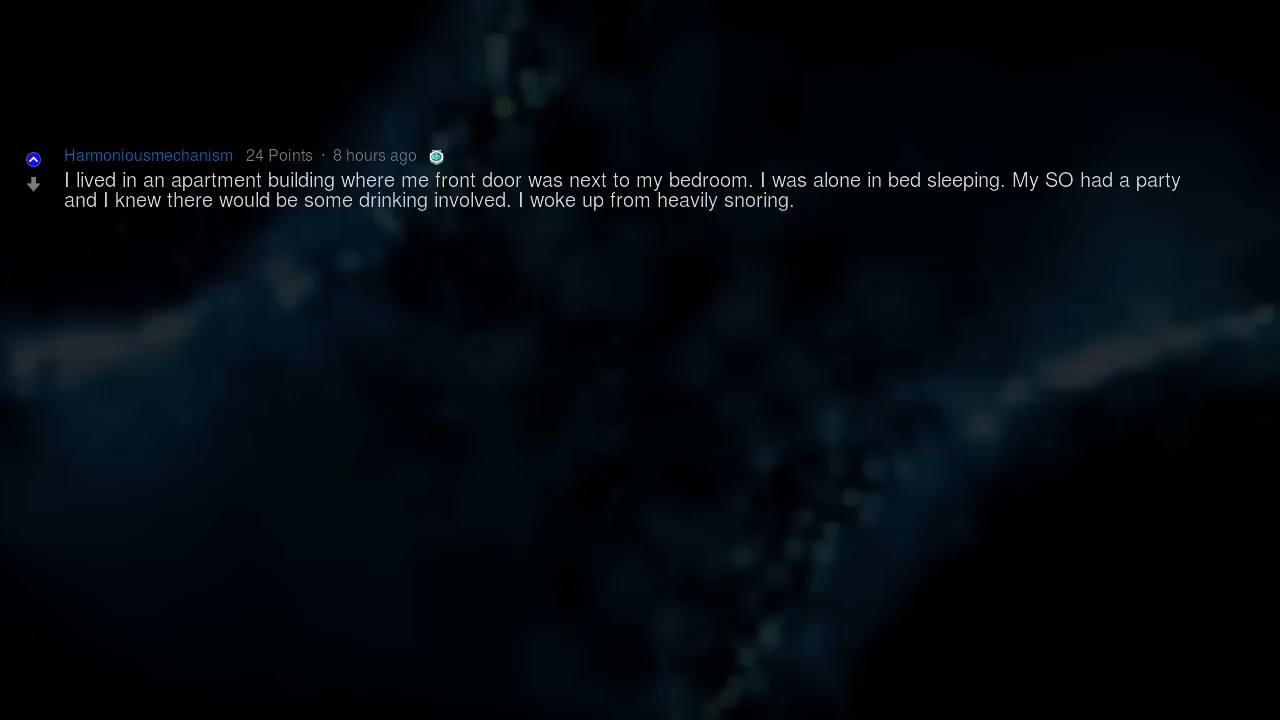 Harmoniousmechanism 24 Points · 8 hours ago
I lived in an apartment building where me front door was next to my bedroom. I was alone in bed sleeping. My SO had a party
and I knew there would be some drinking involved. I woke up from heavily snoring.